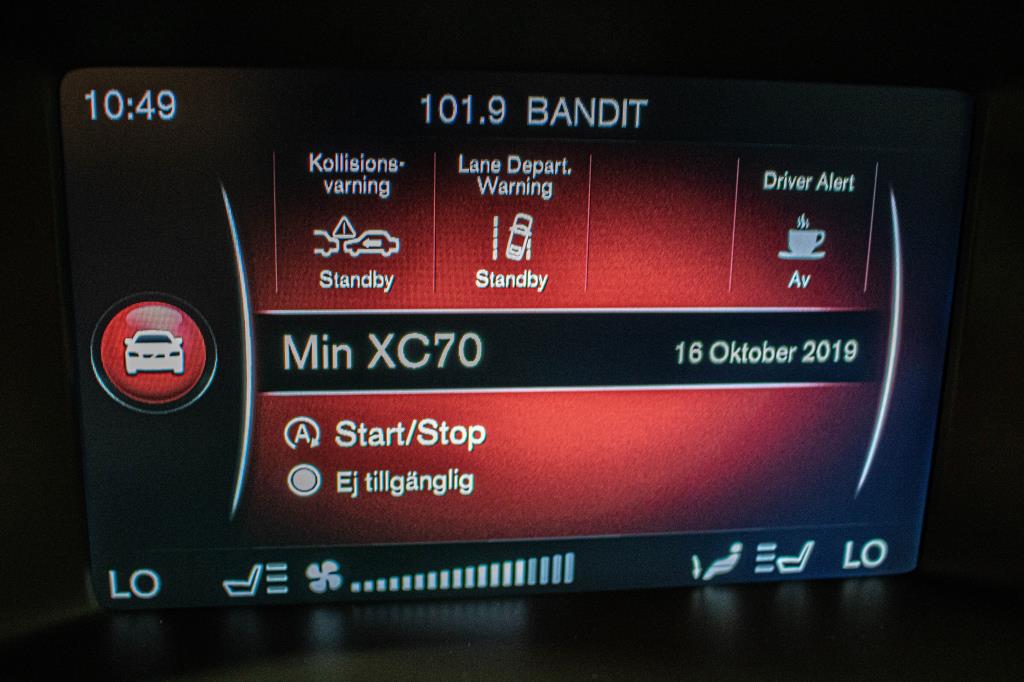 10:49
101.9 BANDIT
Kollisions-
varning
Standby
Lane Depart.
Warning
Standby
Driver Alert
Av
Min XC70
16 Oktober 2019
A Start/Stop
Ej tillgänglig
LO
LO